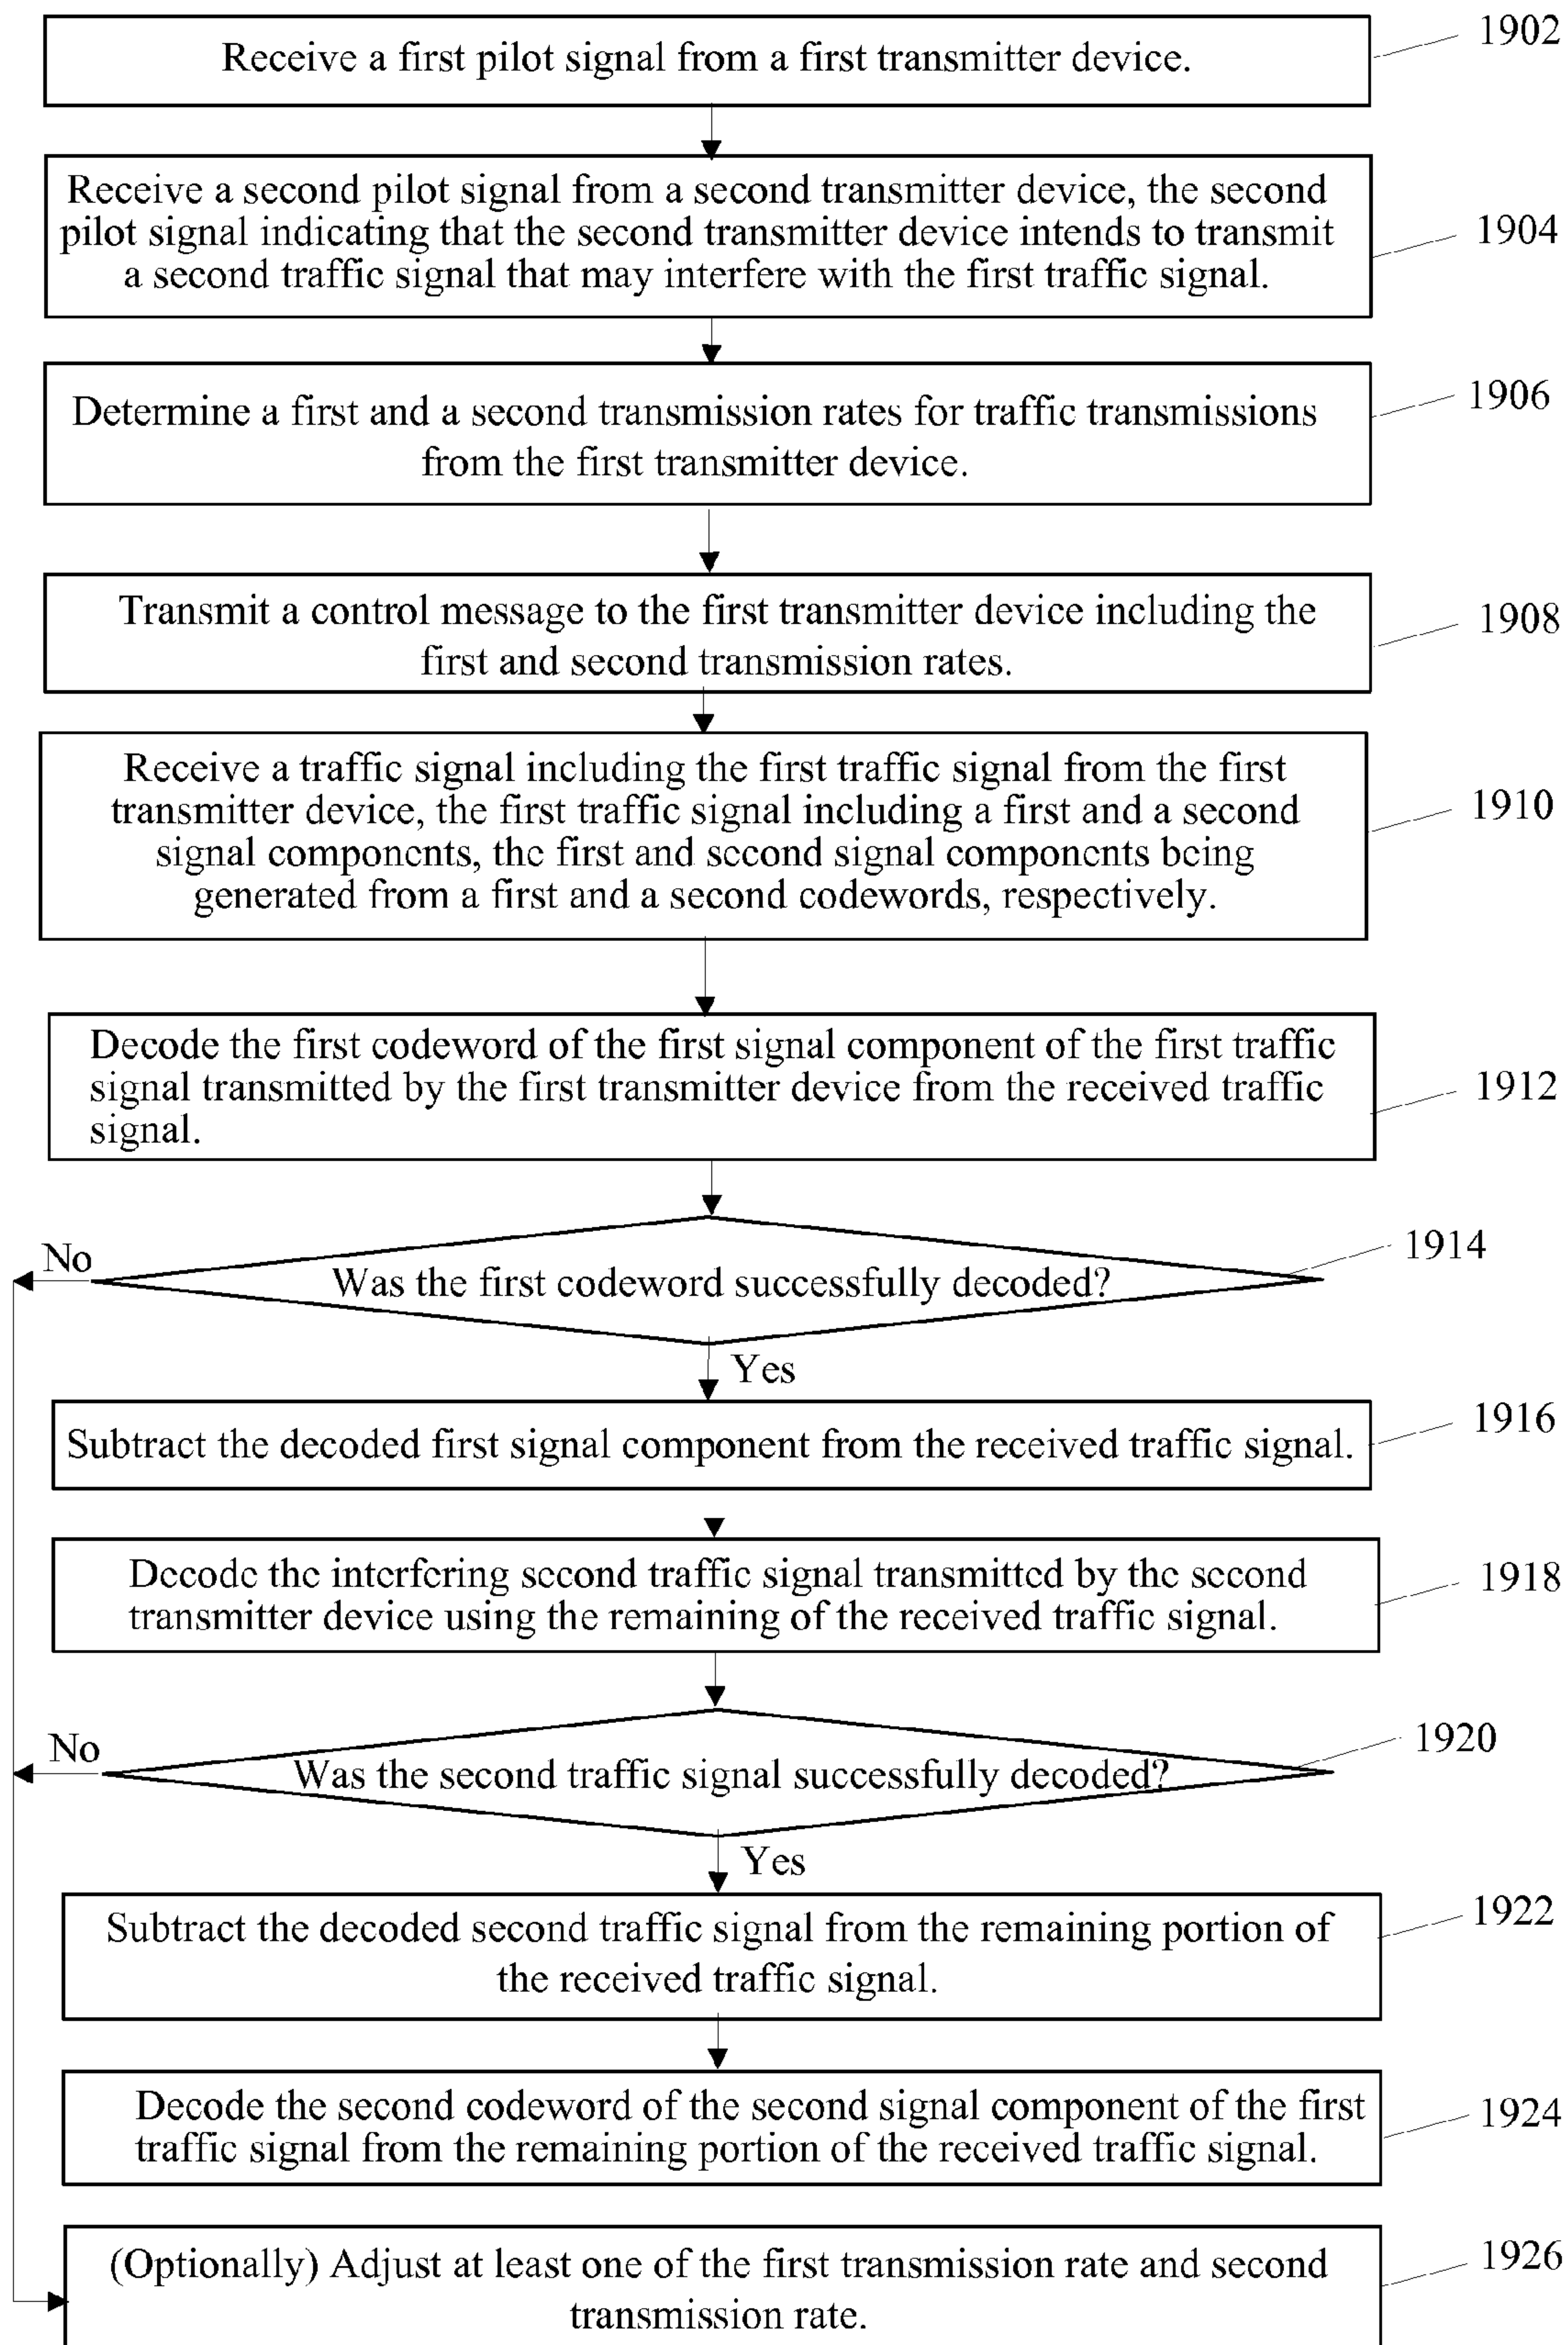 Receive a first pilot signal from a first transmitter device.
1902
Receive a second pilot signal from a second transmitter device, the second
pilot signal indicating that the second transmitter device intends to transmit
a second traffic signal that may interfere with the first traffic signal.
1904
Determine a first and a second transmission rates for traffic transmissions
from the first transmitter device.
1906
Transmit a control message to the first transmitter device including the
first and second transmission rates.
1908
Receive a traffic signal including the first traffic signal from the first
transmitter device, the first traffic signal including a first and a second
signal components, the first and second signal components being
generated from a first and a second codewords, respectively.
1910
Decode the first codeword of the first signal component of the first traffic
signal transmitted by the first transmitter device from the received traffic
signal.
1912
No
Was the first codeword successfully decoded?
1914
Yes
Subtract the decoded first signal component from the received traffic signal.
1916
Decode the interfering second traffic signal transmitted by the second
transmitter device using the remaining of the received traffic signal.
1918
No
Was the second traffic signal successfully decoded?
1920
Yes
Subtract the decoded second traffic signal from the remaining portion of
the received traffic signal.
1922
Decode the second codeword of the second signal component of the first
traffic signal from the remaining portion of the received traffic signal.
1924
(Optionally) Adjust at least one of the first transmission rate and second
transmission rate.
1926